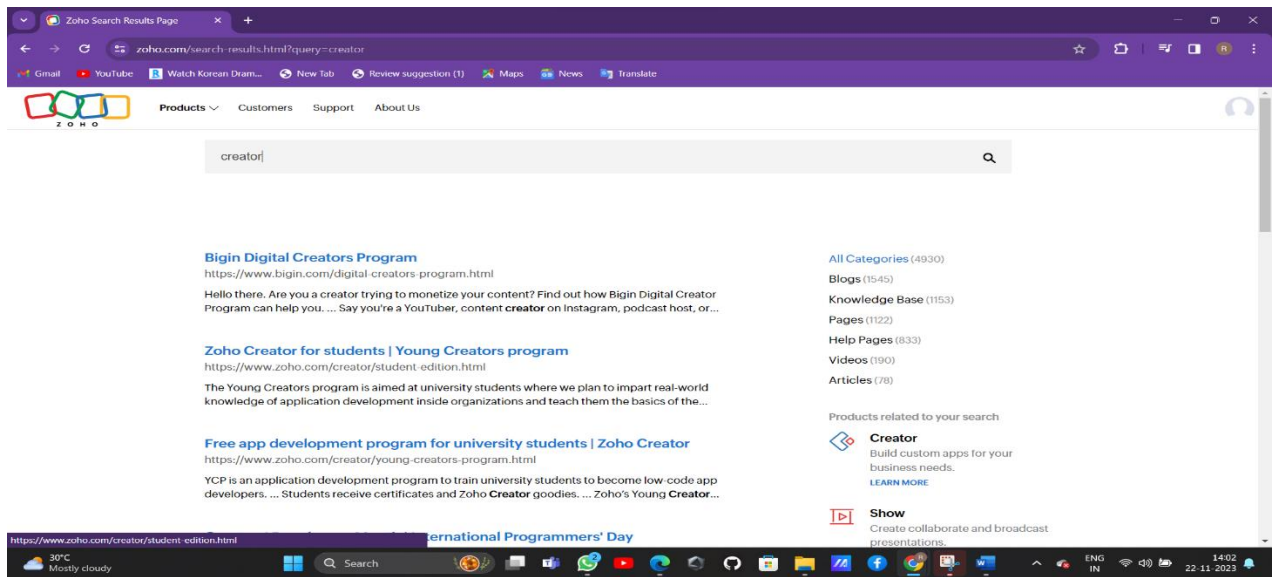 Zoho Search Results Page
zoho.com/search-results.html?query=creator
Gmail YouTube Watch Korean Dram... New Tab Review suggestion (1) Maps News Translate
ZOHO
Products Customers Support About Us
creator
Bigin Digital Creators Program
https://www.bigin.com/digital-creators-program.html
Hello there. Are you a creator trying to monetize your content? Find out how Bigin Digital Creator
Program can help you. ... Say you're a YouTuber, content creator on Instagram, podcast host, or...
Zoho Creator for students | Young Creators program
https://www.zoho.com/creator/student-edition.html
The Young Creators program is aimed at university students where we plan to impart real-world
knowledge of application development inside organizations and teach them the basics of the...
Free app development program for university students | Zoho Creator
https://www.zoho.com/creator/young-creators-program.html
YCP is an application development program to train university students to become low-code app
developers. ... Students receive certificates and Zoho Creator goodies. ... Zoho's Young Creator...
ternational Programmers' Day
All Categories (4930)
Blogs (1545)
Knowledge Base (1153)
Pages (1122)
Help Pages (833)
Videos (190)
Articles (78)
Products related to your search
Creator
Build custom apps for your
business needs.
LEARN MORE
Show
Create collaborate and broadcast
presentations.
https://www.zoho.com/creator/student-edition.html
30°C
Mostly cloudy
Search
ENG
IN
14:02
22-11-2023